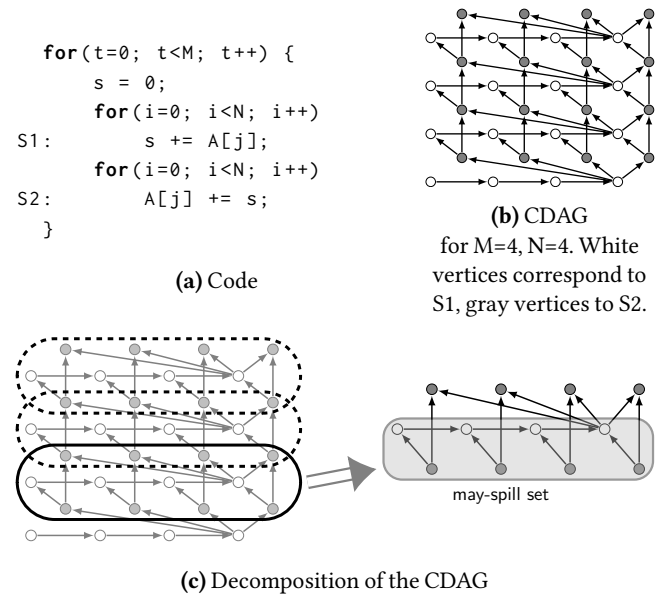 for(t=0; t<M; t++) {
s = 0;
for(i=0; i<N; i++)
S1: s += A[j];
for(i=0; i<N; i++)
S2: A[j] += s;
}
(a) Code
(b) CDAG
for M=4, N=4. White
vertices correspond to
S1, gray vertices to S2.
may-spill set
(c) Decomposition of the CDAG